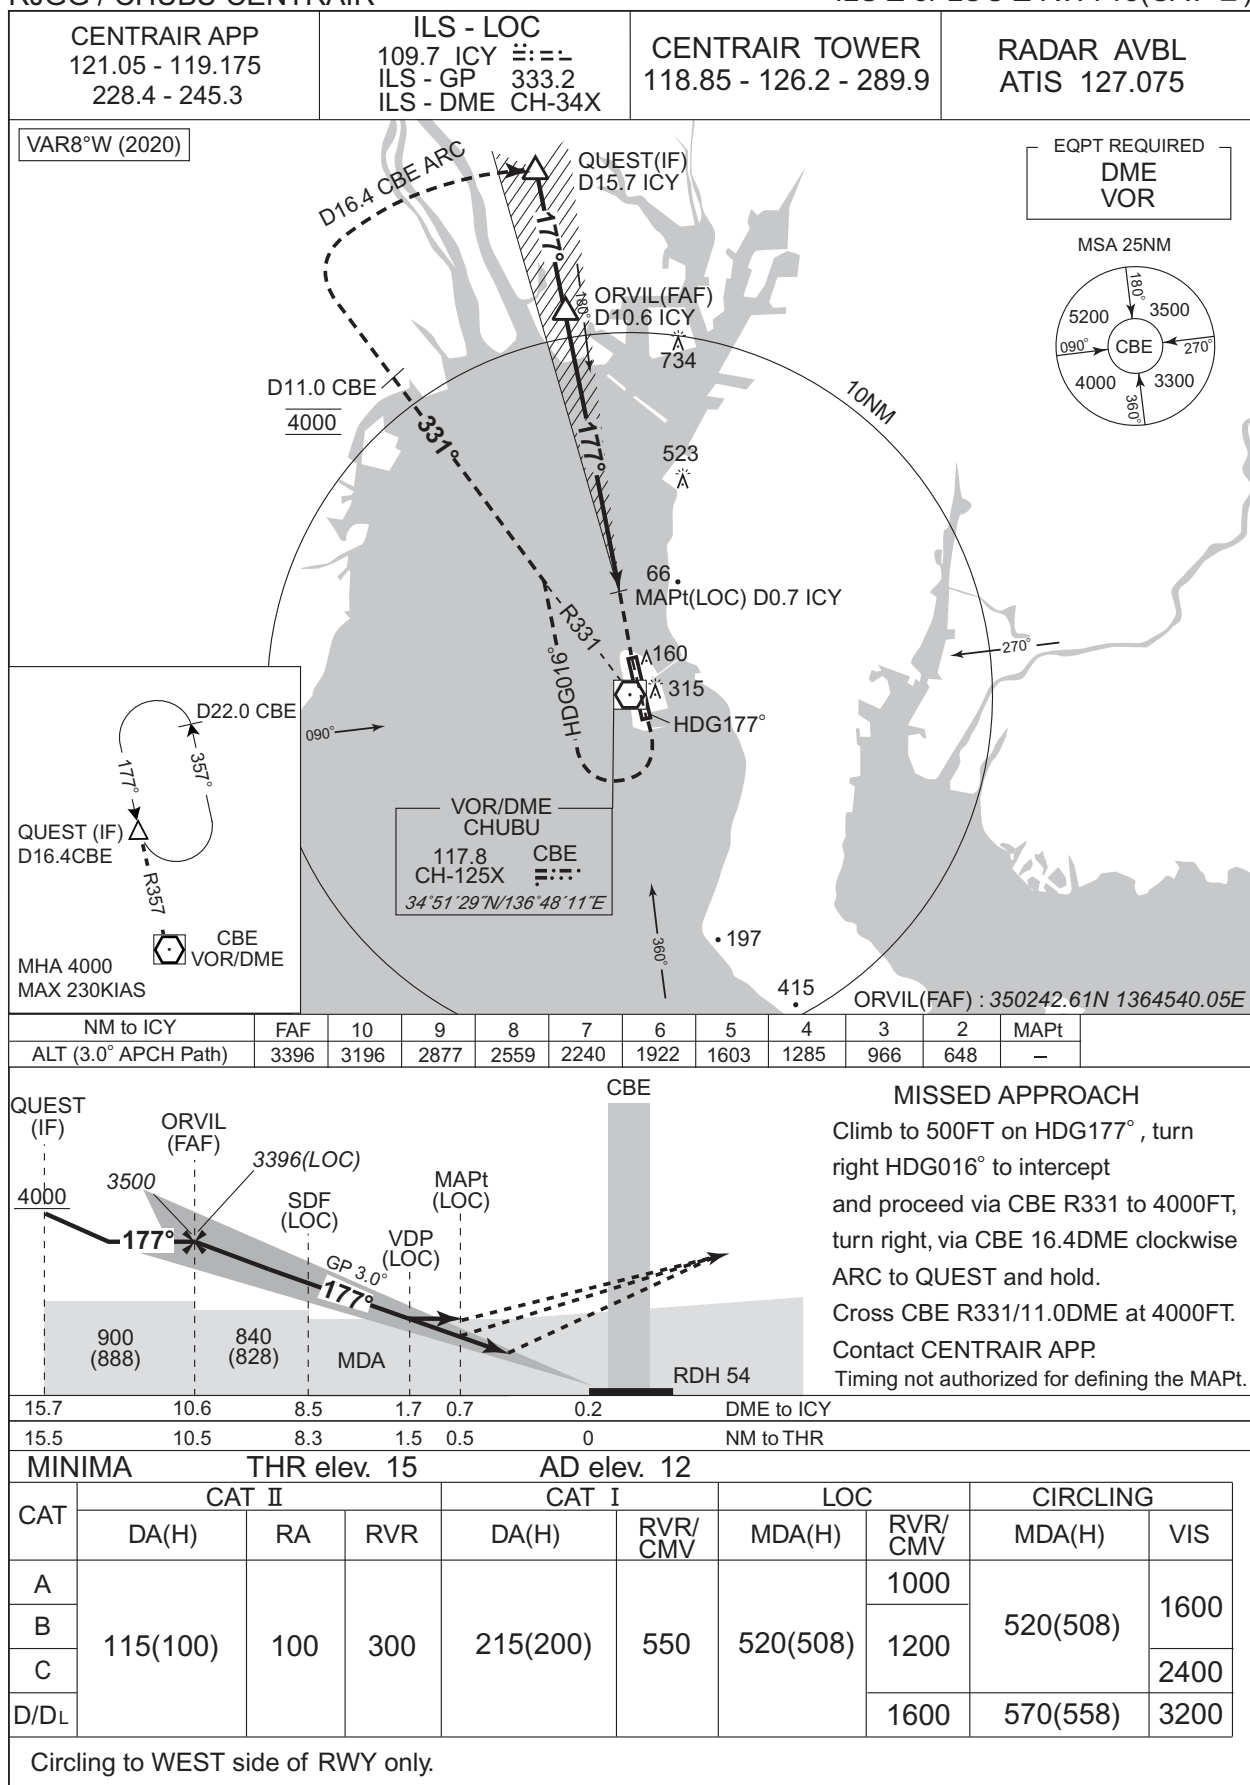 CENTRAIR APP
121.05 - 119.175
228.4 - 245.3
ILS - LOC
109.7 ICY
ILS - GP 333.2
ILS - DME CH-34X
CENTRAIR TOWER
118.85 - 126.2 - 289.9
RADAR AVBL
ATIS 127.075
VAR8°W (2020)
D16.4 CBE ARC
QUEST(IF)
D15.7 ICY
177°
EQPT REQUIRED
DME
VOR
MSA 25NM
180°
5200
3500
090°
CBE
270°
4000
3300
360°
ORVIL(FAF)
D10.6 ICY
180°
734
D11.0 CBE
4000
331°
177°
10NM
523
66
MAPt(LOC) D0.7 ICY
R331
HDG016°
160
315
HDG177°
270°
090°
D22.0 CBE
177°
357°
QUEST (IF)
D16.4CBE
R357
CBE
VOR/DME
MHA 4000
MAX 230KIAS
VOR/DME
CHUBU
117.8 CBE
CH-125X
34°51´29˝N/136°48´11˝E
360°
197
415
ORVIL(FAF) : 350242.61N 1364540.05E
NM to ICY FAF 10 9 8 7 6 5 4 3 2 MAPt
ALT (3.0° APCH Path) 3396 3196 2877 2559 2240 1922 1603 1285 966 648 –
QUEST
(IF)
ORVIL
(FAF)
3396(LOC)
3500
4000
177°
SDF
(LOC)
VDP
(LOC)
MAPt
(LOC)
CBE
GP 3.0°
177°
900
(888)
840
(828)
MDA
RDH 54
MISSED APPROACH
Climb to 500FT on HDG177°, turn
right HDG016° to intercept
and proceed via CBE R331 to 4000FT,
turn right, via CBE 16.4DME clockwise
ARC to QUEST and hold.
Cross CBE R331/11.0DME at 4000FT.
Contact CENTRAIR APP.
Timing not authorized for defining the MAPt.
15.7 10.6 8.5 1.7 0.7 0.2 DME to ICY
15.5 10.5 8.3 1.5 0.5 0 NM to THR
MINIMA THR elev. 15 AD elev. 12
CAT CAT II CAT I LOC CIRCLING
DA(H) RA RVR DA(H) RVR/CMV MDA(H) RVR/CMV MDA(H) VIS
A 115(100) 100 300 215(200) 550 520(508) 1000 520(508) 1600
B 1200
C 2400
D/DL 1600 570(558) 3200
Circling to WEST side of RWY only.